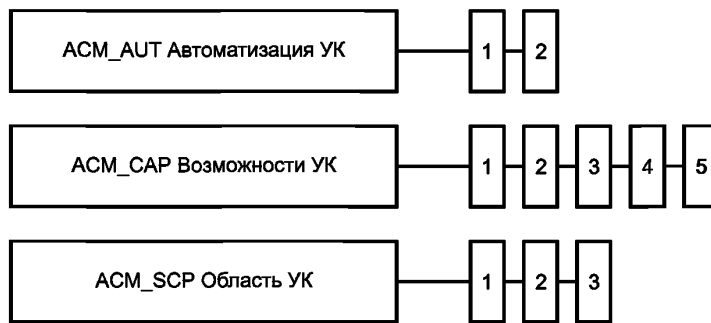 ACM_AUT Автоматизация УК 1 2
ACM_CAP Возможности УК 1 2 3 4 5
ACM_SCP Область УК 1 2 3